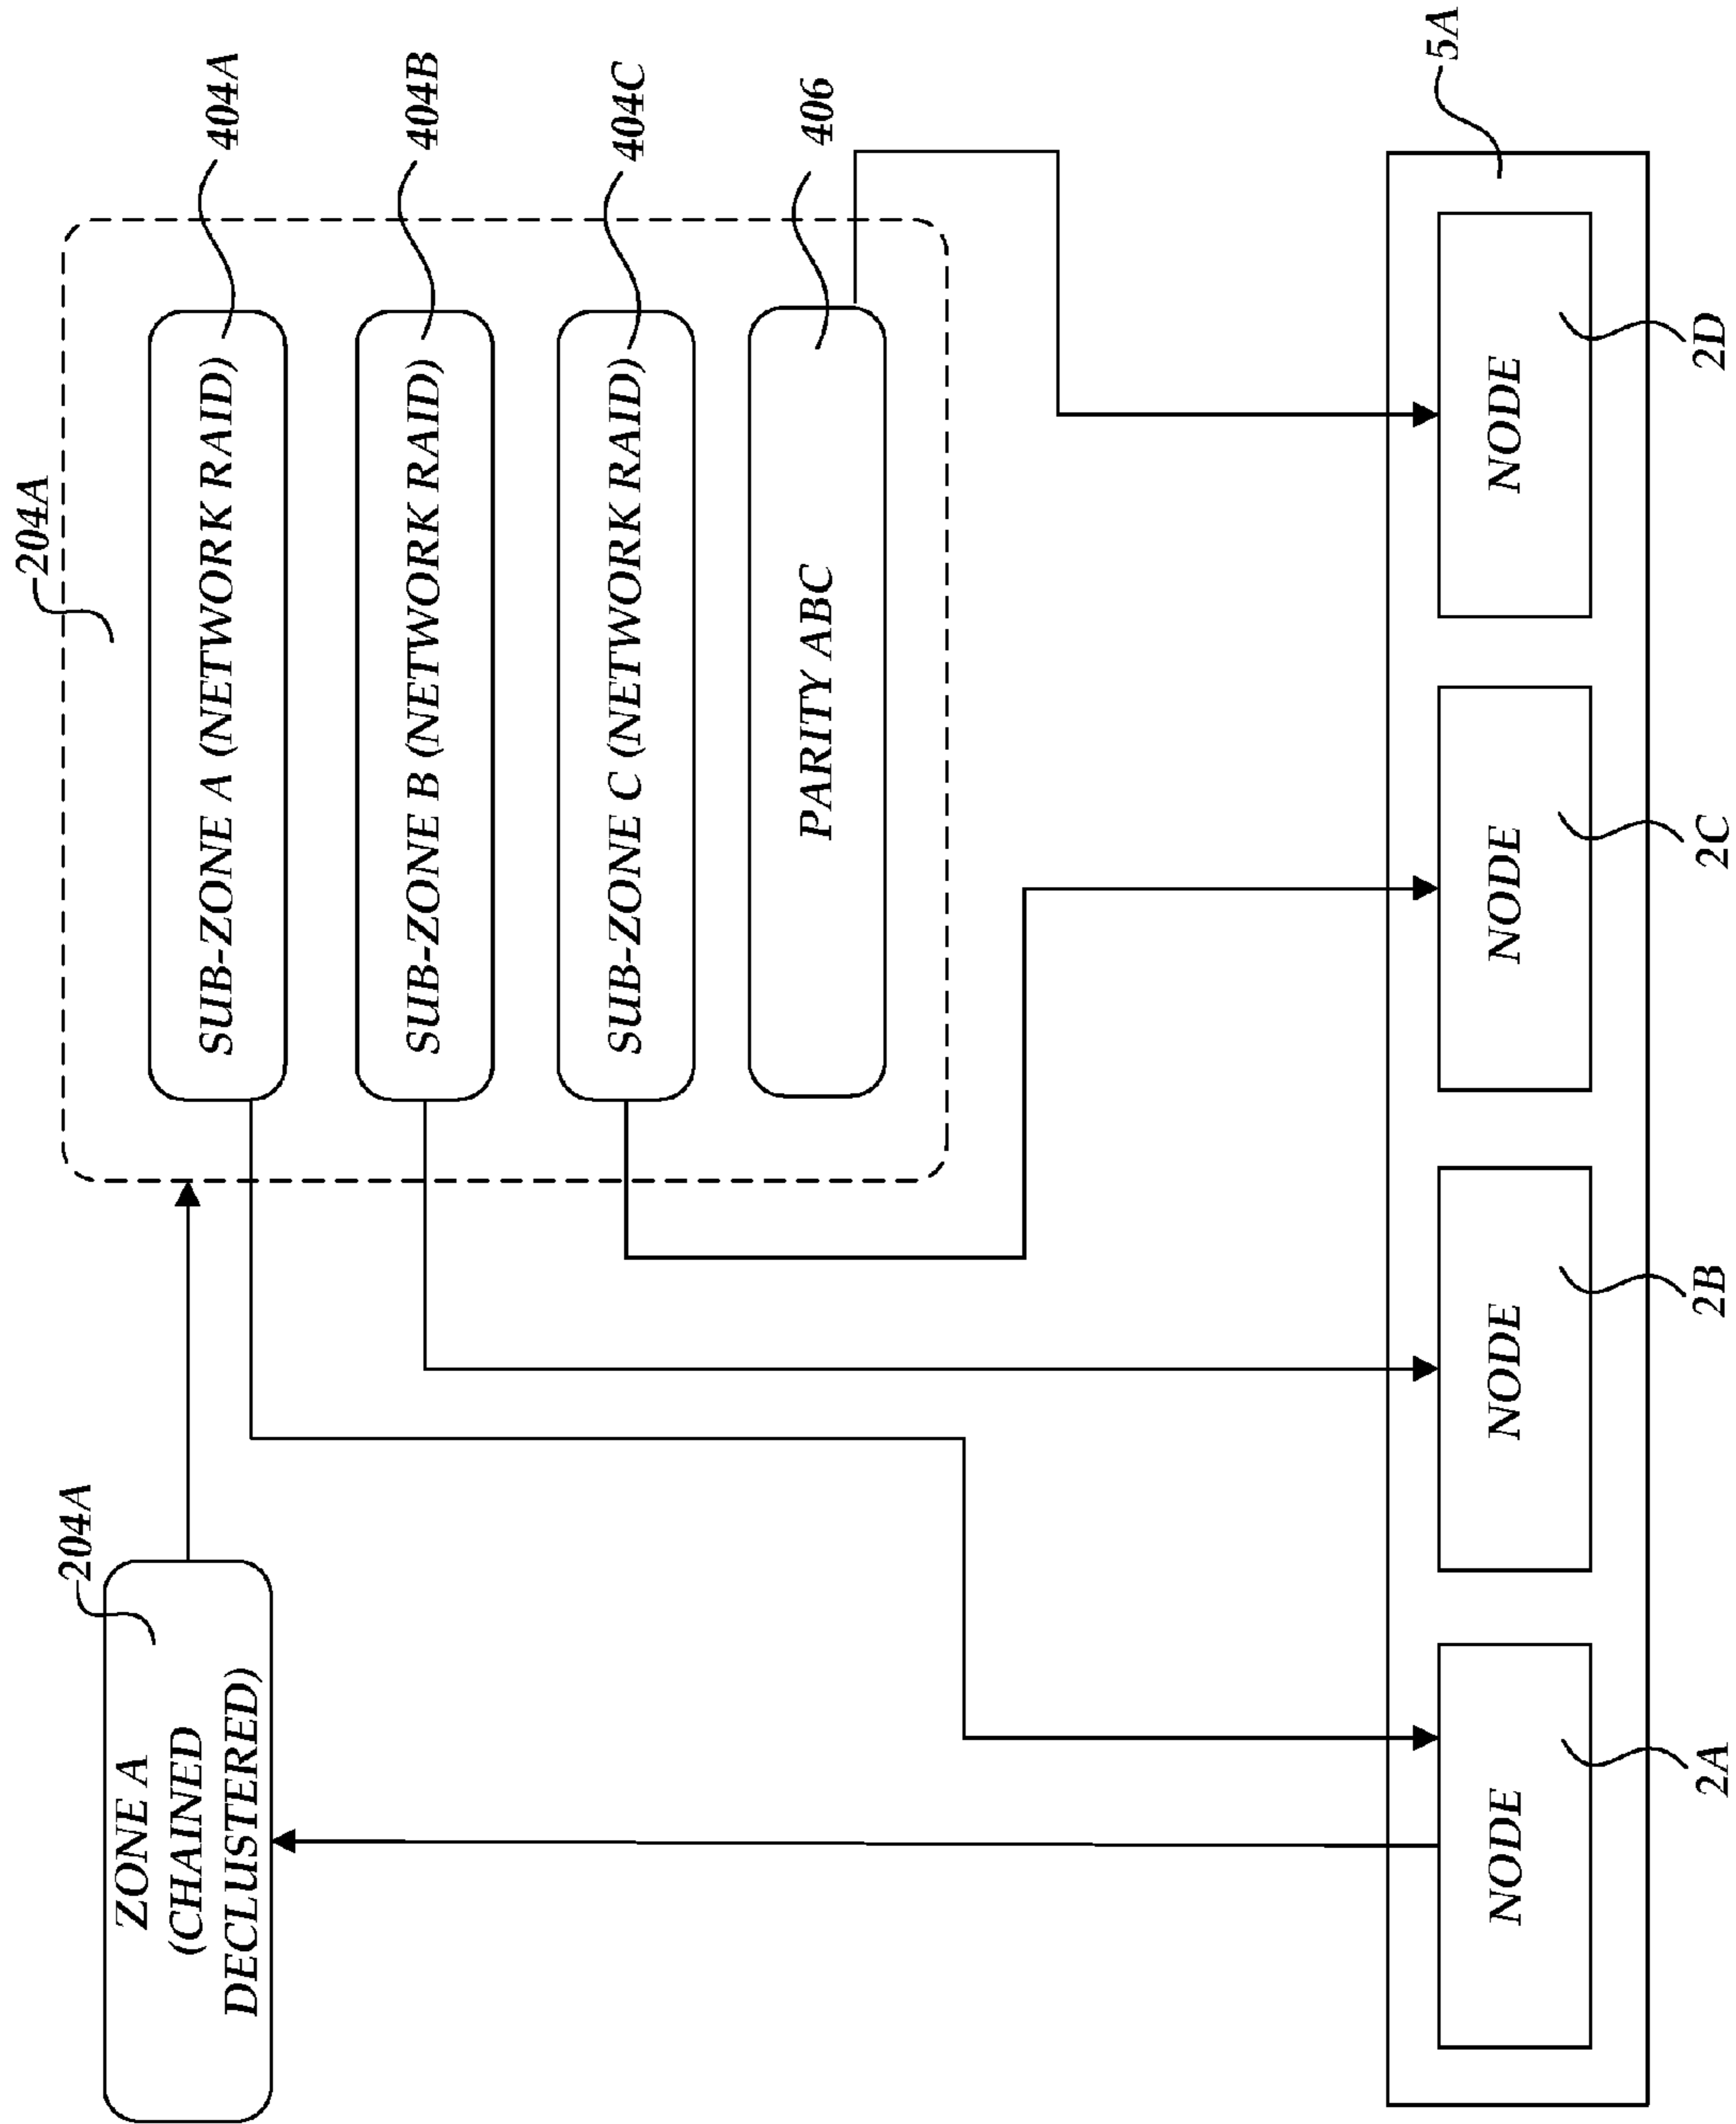 204A
204A
ZONE A
(CHAINED
DECLUSTERED)
SUB-ZONE A (NETWORK RAID)
404A
SUB-ZONE B (NETWORK RAID)
404B
SUB-ZONE C (NETWORK RAID)
404C
PARITY ABC
406
5A
NODE
NODE
NODE
NODE
2A
2B
2C
2D